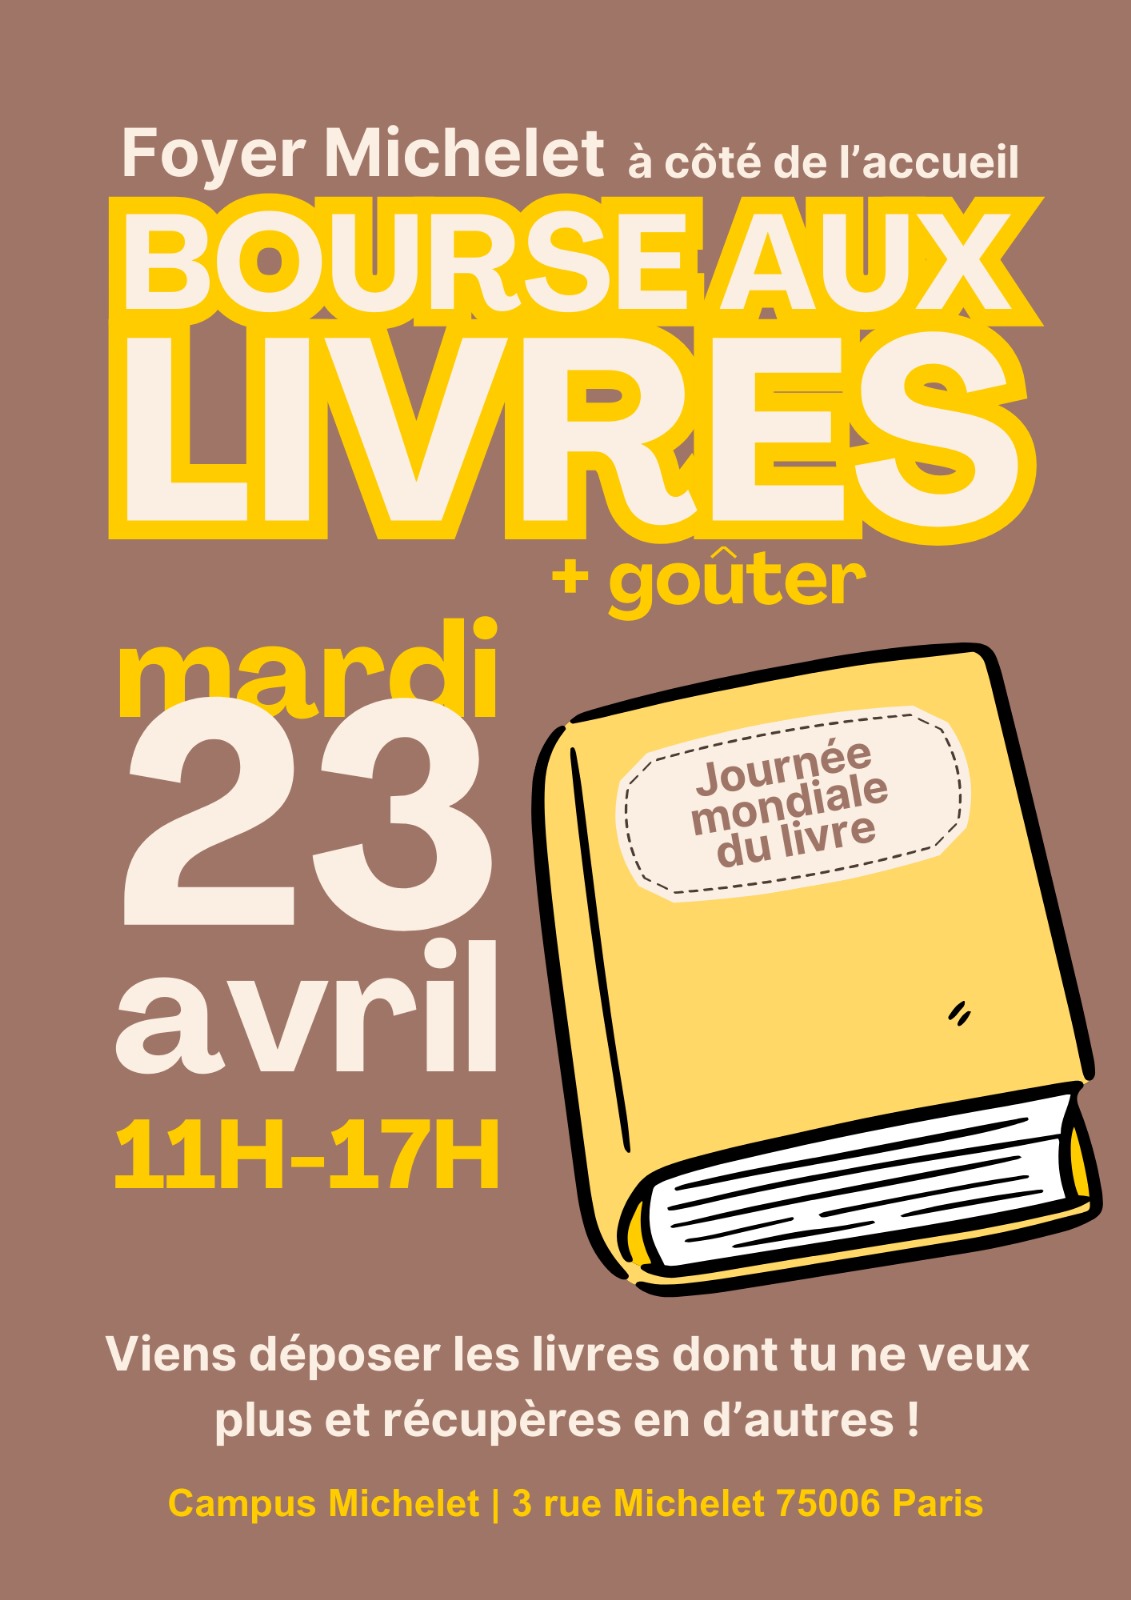 Foyer Michelet à côté de l’accueil
BOURSE AUX
LIVRES
+ goûter
mardi
23
avril
11H-17H
Journée
mondiale
du livre
Viens déposer les livres dont tu ne veux
plus et récupères en d’autres !
Campus Michelet | 3 rue Michelet 75006 Paris